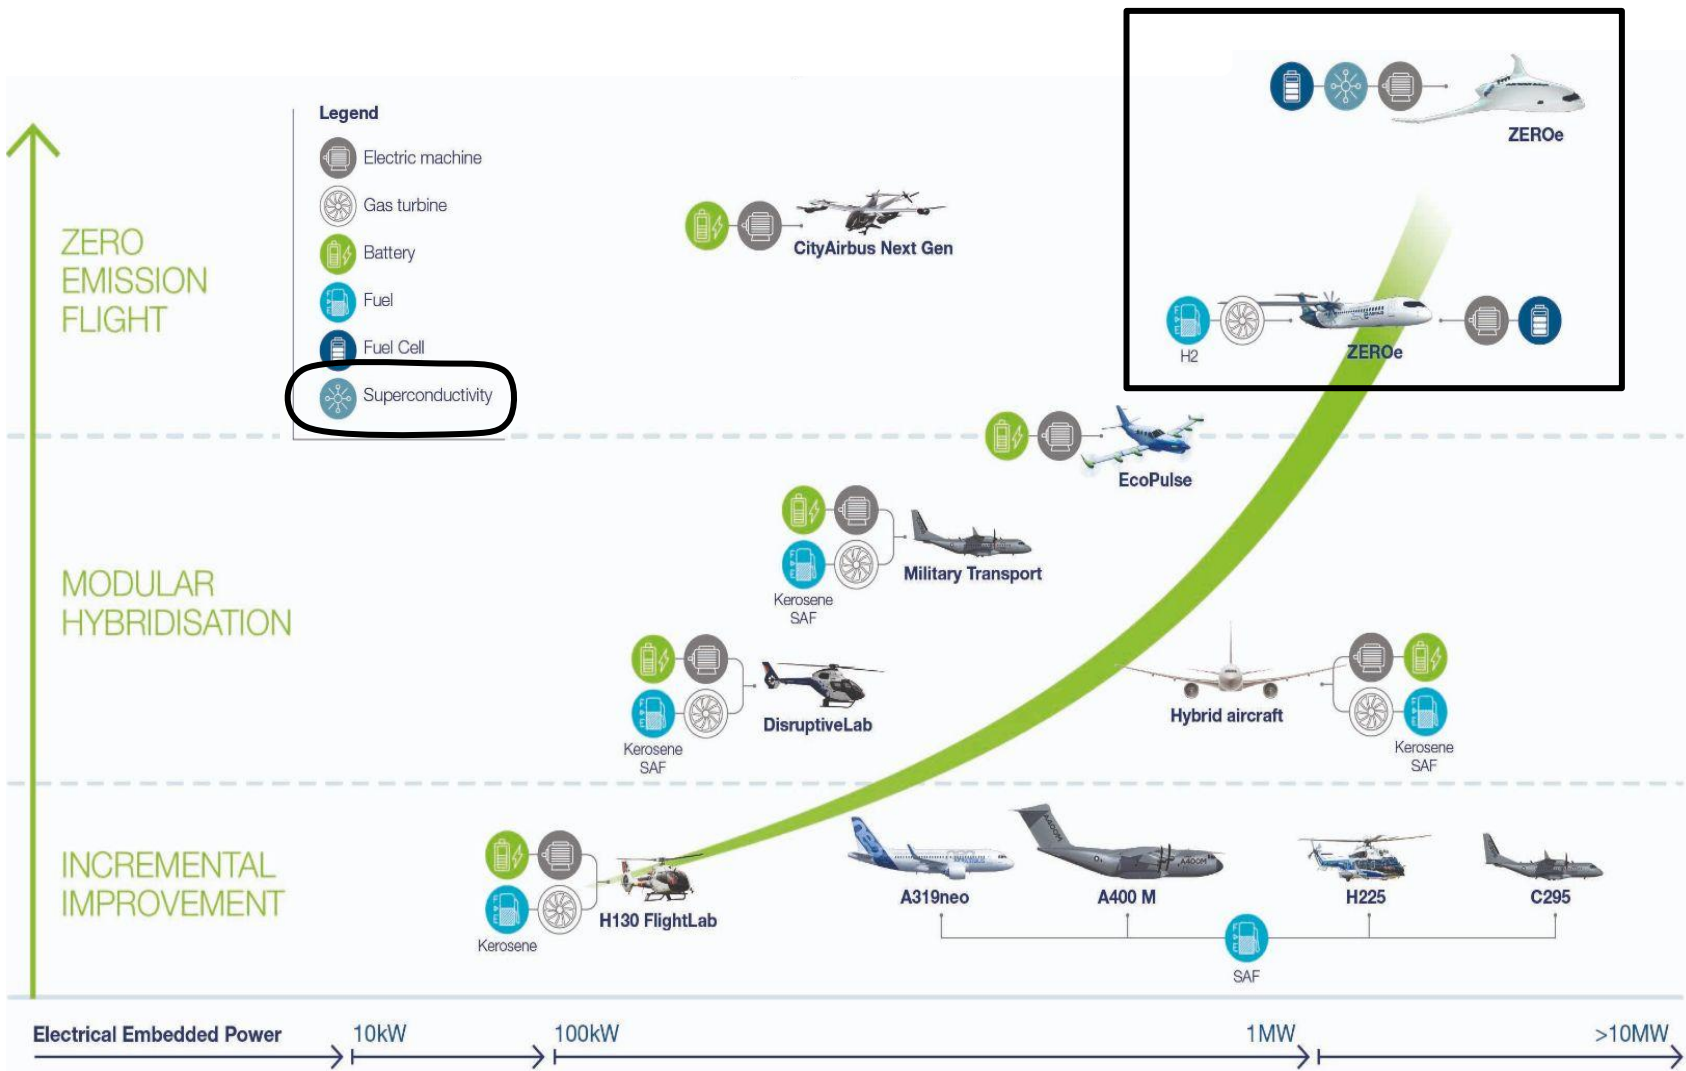 Legend
Electric machine
Gas turbine
Battery
Fuel
Fuel Cell
Superconductivity
ZERO
EMISSION
FLIGHT
ZEROe
CityAirbus Next Gen
H2
ZEROe
EcoPulse
MODULAR
HYBRIDISATION
Military Transport
Kerosene
SAF
DisruptiveLab
Kerosene
SAF
Hybrid aircraft
Kerosene
SAF
INCREMENTAL
IMPROVEMENT
H130 FlightLab
Kerosene
A319neo
A400 M
H225
C295
SAF
Electrical Embedded Power
10kW
100kW
1MW
>10MW